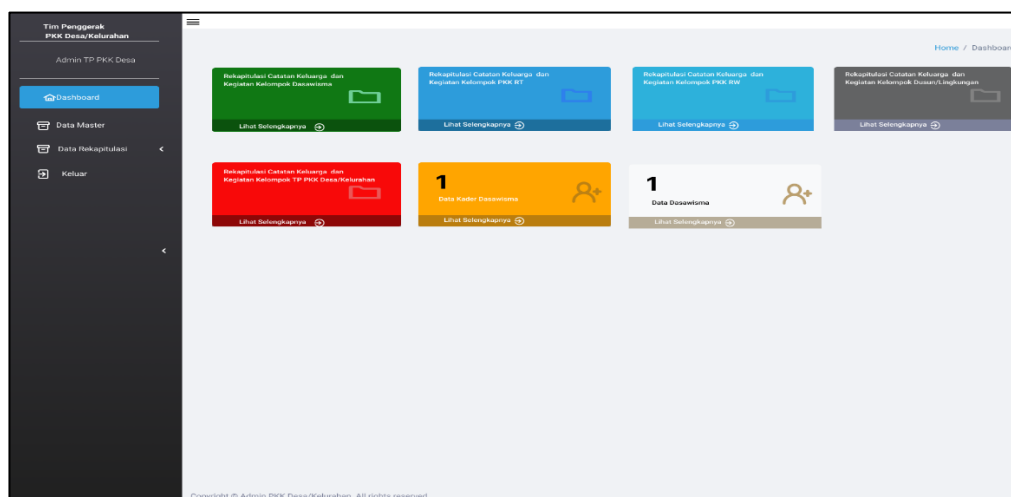 Tim Penggerak
PKK Desa/Kelurahan
Admin TP PKK Desa
Dashboard
Data Master
Data Rekapitulasi
Keluar
Home / Dashboar
Rekapitulasi Catatan Keluarga dan
Kegiatan Kelompok Dasawisma
Lihat Selengkapnya
Rekapitulasi Catatan Keluarga dan
Kegiatan Kelompok PKK RT
Lihat Selengkapnya
Rekapitulasi Catatan Keluarga dan
Kegiatan Kelompok PKK RW
Lihat Selengkapnya
Rekapitulasi Catatan Keluarga dan
Kegiatan Kelompok Dusun/Lingkungan
Lihat Selengkapnya
Rekapitulasi Catatan Keluarga dan
Kegiatan Kelompok TP PKK Desa/Kelurahan
Lihat Selengkapnya
1
Data Kader Dasawisma
Lihat Selengkapnya
1
Data Dasawisma
Lihat Selengkapnya
Copyright © Admin PKK Desa/Kelurahan. All rights reserved